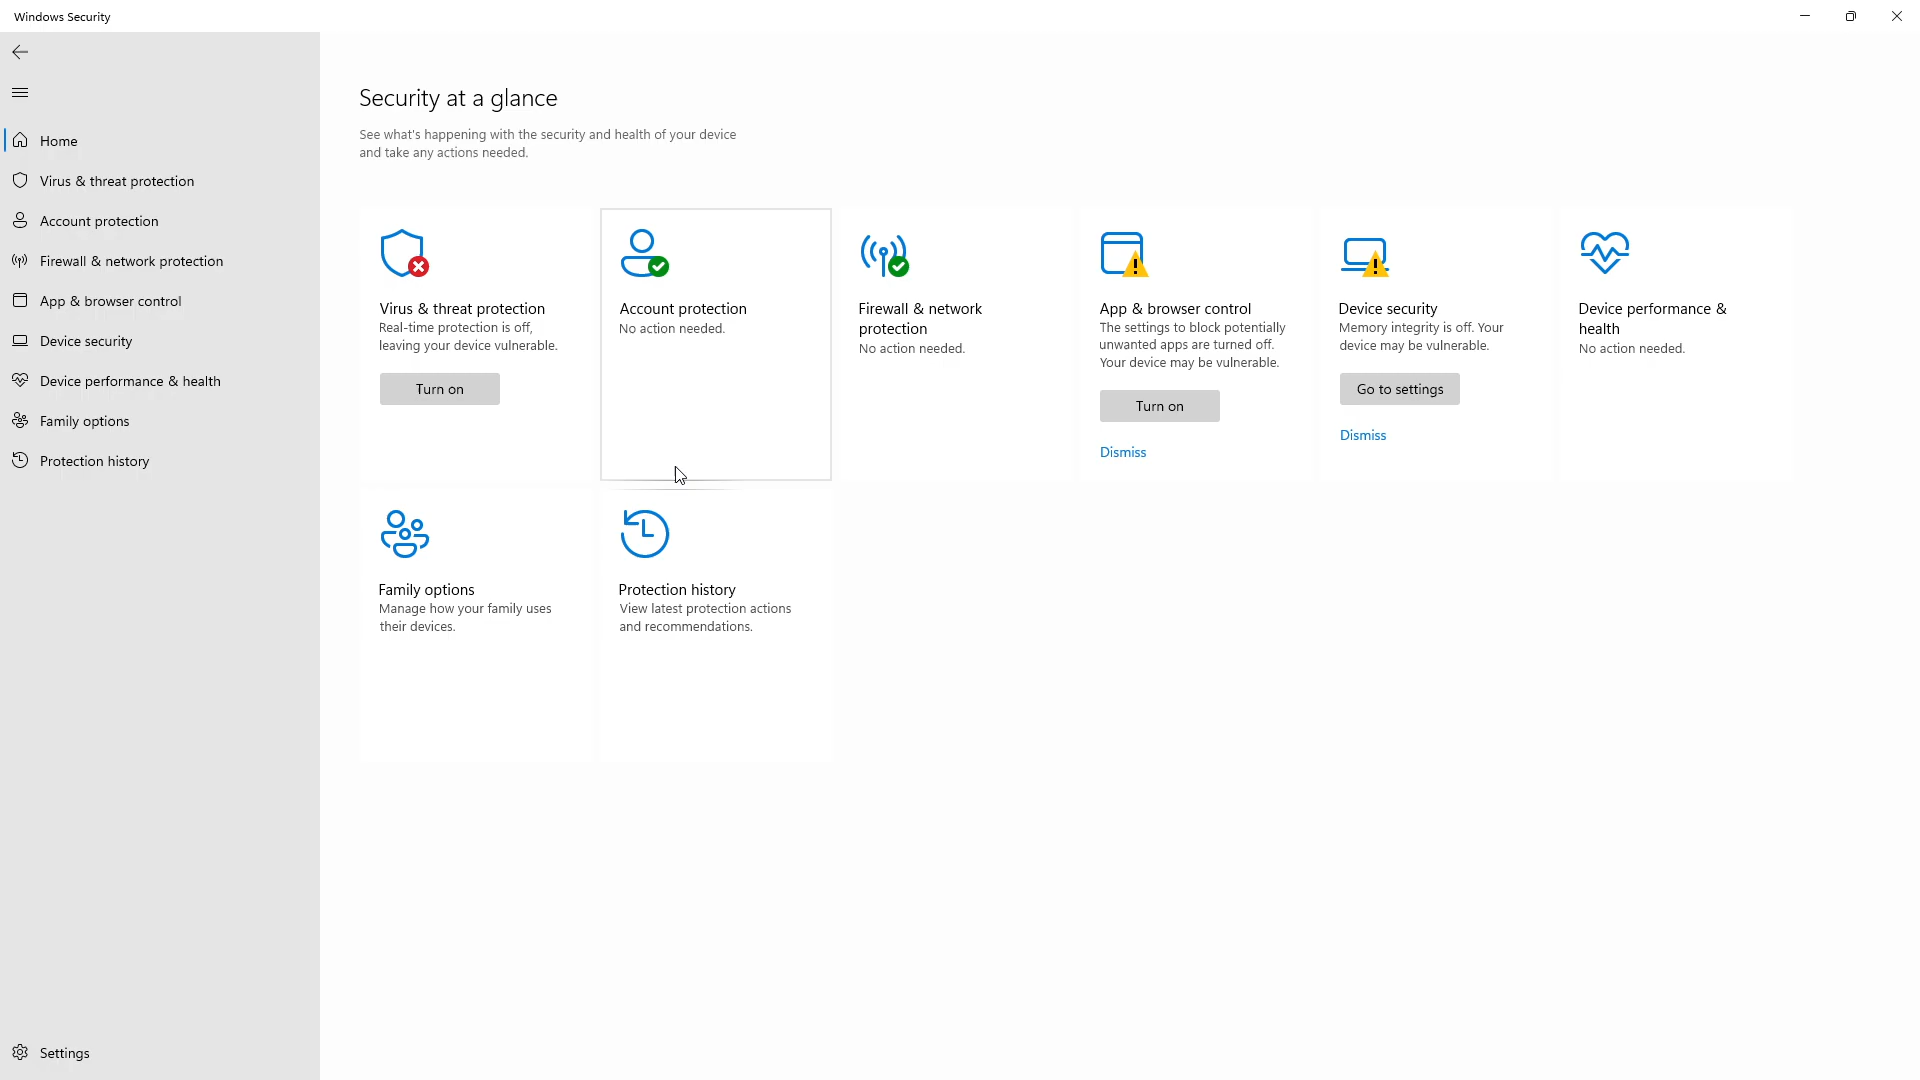 Windows Security
Home
Virus & threat protection
Account protection
Firewall & network protection
App & browser control
Device security
Device performance & health
Family options
Protection history
Settings
Security at a glance
See what's happening with the security and health of your device
and take any actions needed.
Virus & threat protection
Real-time protection is off,
leaving your device vulnerable.
Turn on
Account protection
No action needed.
Firewall & network
protection
No action needed.
App & browser control
The settings to block potentially
unwanted apps are turned off.
Your device may be vulnerable.
Turn on
Dismiss
Device security
Memory integrity is off. Your
device may be vulnerable.
Go to settings
Dismiss
Device performance &
health
No action needed.
Family options
Manage how your family uses
their devices.
Protection history
View latest protection actions
and recommendations.